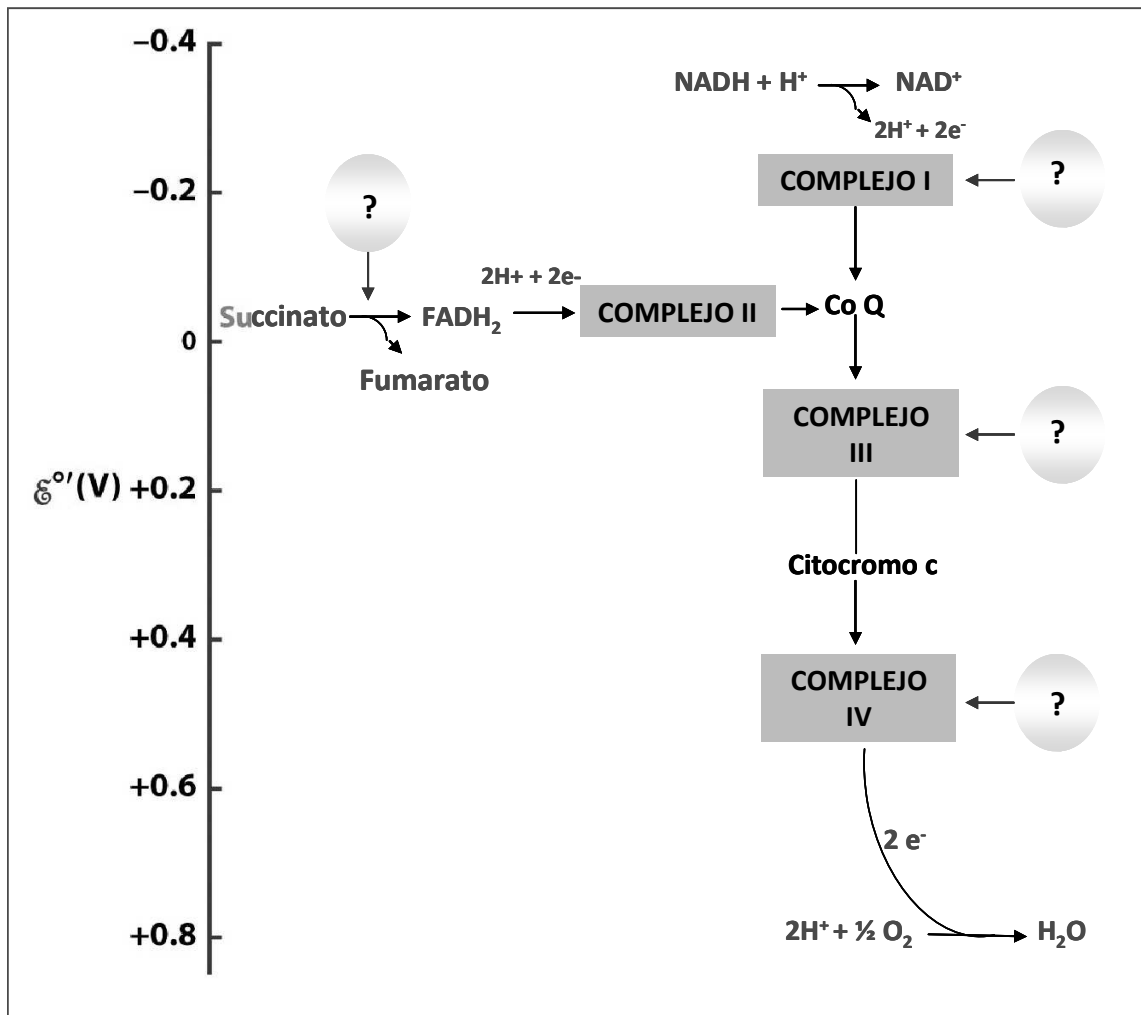 −0.4
NADH + H⁺ NAD⁺
2H⁺ + 2e⁻
COMPLEJO I
?
−0.2
?
2H+ + 2e-
Succinato FADH₂ COMPLEJO II Co Q
0
Fumarato
COMPLEJO
III
?
ℰ°′(V) +0.2
Citocromo c
+0.4
COMPLEJO
IV
?
+0.6
2 e⁻
+0.8
2H⁺ + ½ O₂ H₂O